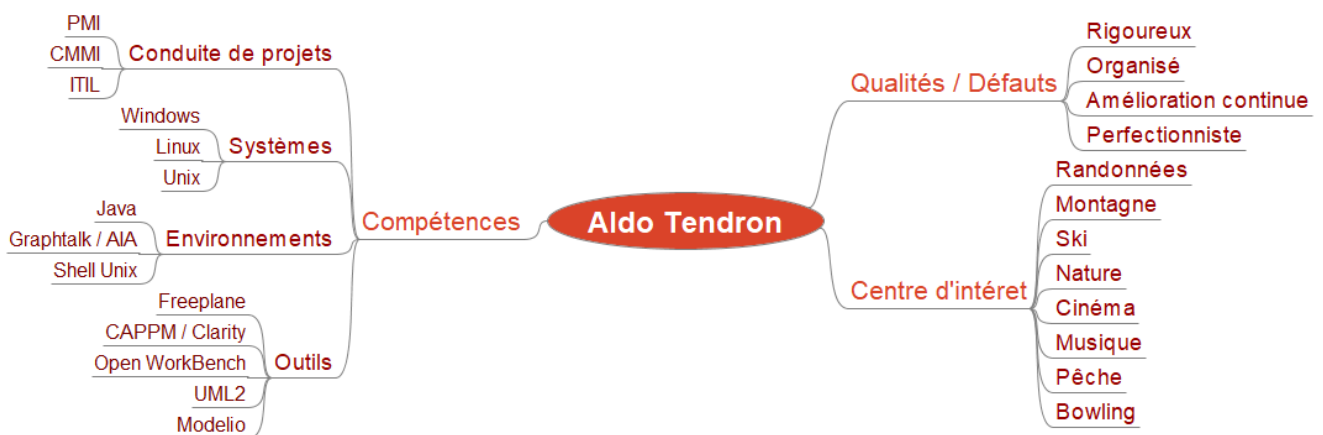 Aldo Tendron
Compétences
Conduite de projets
PMI
CMMI
ITIL
Systèmes
Windows
Linux
Unix
Environnements
Java
Graphtalk / AIA
Shell Unix
Outils
Freeplane
CAPPM / Clarity
Open WorkBench
UML2
Modelio
Qualités / Défauts
Rigoureux
Organisé
Amélioration continue
Perfectionniste
Centre d'intéret
Randonnées
Montagne
Ski
Nature
Cinéma
Musique
Pêche
Bowling